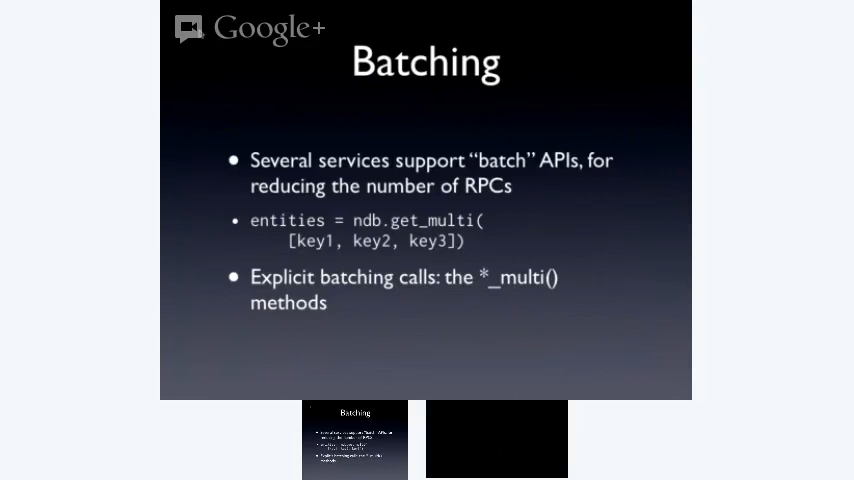 Google+
Batching
• Several services support “batch” APIs, for
reducing the number of RPCs
• entities = ndb.get_multi(
[key1, key2, key3])
• Explicit batching calls: the *_multi()
methods
Batching